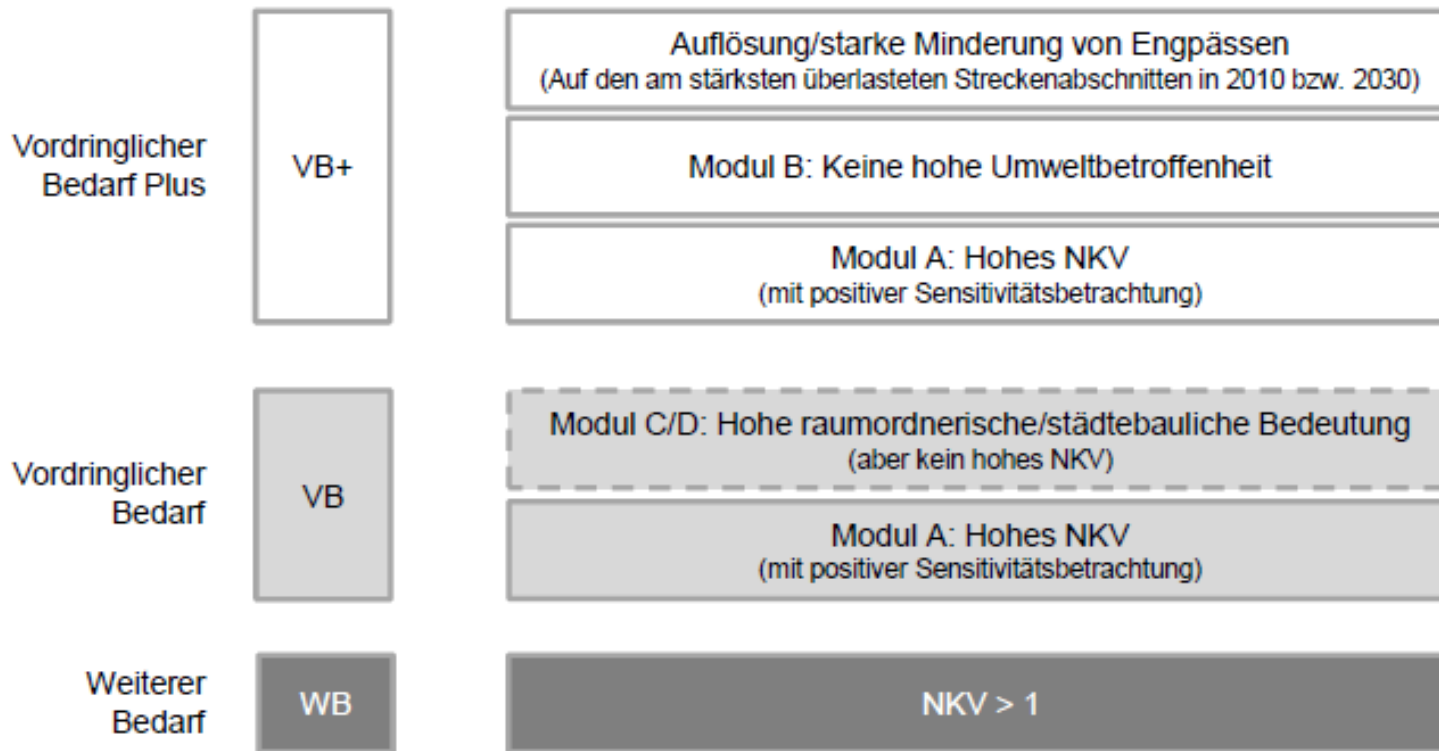 Vordringlicher
Bedarf Plus
VB+
Auflösung/starke Minderung von Engpässen
(Auf den am stärksten überlasteten Streckenabschnitten in 2010 bzw. 2030)
Modul B: Keine hohe Umweltbetroffenheit
Modul A: Hohes NKV
(mit positiver Sensitivitätsbetrachtung)
Vordringlicher
Bedarf
VB
Modul C/D: Hohe raumordnerische/städtebauliche Bedeutung
(aber kein hohes NKV)
Modul A: Hohes NKV
(mit positiver Sensitivitätsbetrachtung)
Weiterer
Bedarf
WB
NKV > 1